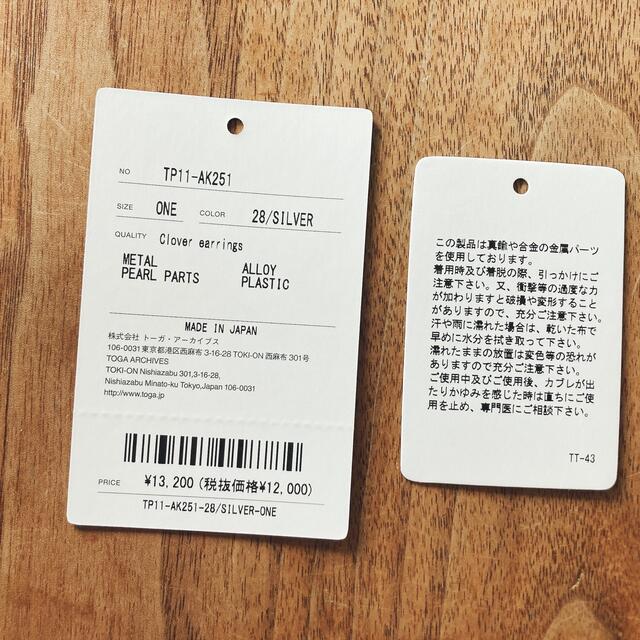 NO TP11-AK251
SIZE ONE COLOR 28/SILVER
QUALITY Clover earrings
METAL ALLOY
PEARL PARTS PLASTIC
MADE IN JAPAN
株式会社 トーガ・アーカイブス
106-0031 東京都港区西麻布 3-16-28 TOKI-ON 西麻布 301号
TOGA ARCHIVES
TOKI-ON Nishiazabu 301,3-16-28,
Nishiazabu Minato-ku Tokyo,Japan 106-0031
http://www.toga.jp
PRICE ¥13,200(税抜価格¥12,000)
TP11-AK251-28/SILVER-ONE
この製品は真鍮や合金の金属パーツ
を使用しております。
着用時及び着脱の際、引っかけにご
注意下さい。又、衝撃等の過度な力
が加わりますと破損や変形すること
がありますので、充分ご注意下さい。
汗や雨に濡れた場合は、乾いた布で
早めに水分を拭き取って下さい。
濡れたままの放置は変色等の恐れが
ありますので充分ご注意下さい。
ご使用中及びご使用後、カブレが出
たりかゆみを感じた時は直ちにご使
用を止め、専門医にご相談下さい。
TT-43